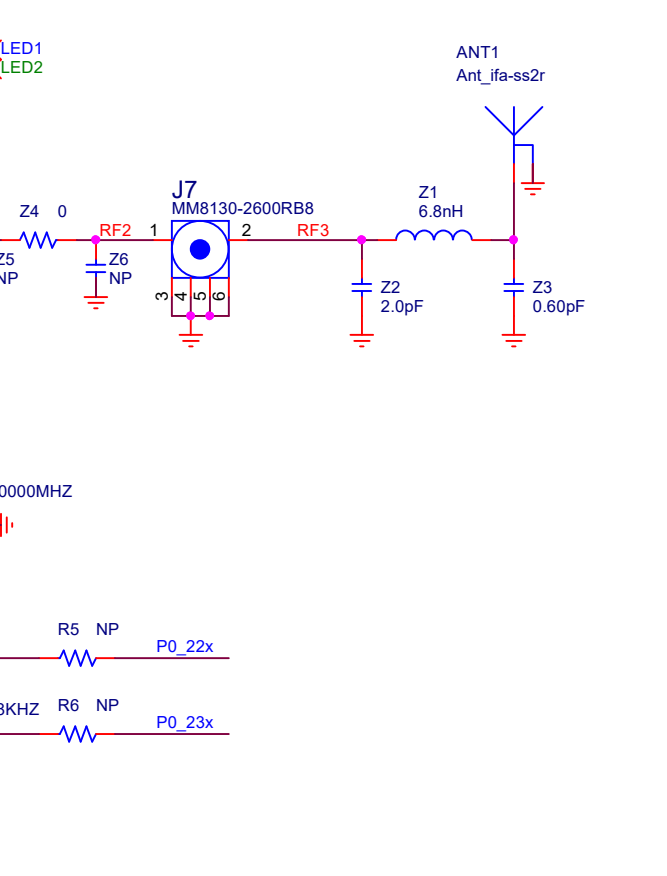 LED1
LED2
ANT1
Ant_ifa-ss2r
J7
MM8130-2600RB8
Z4 0
Z1
6.8nH
RF2
1
2
RF3
Z5
NP
Z6
NP
3
4
5
6
Z2
2.0pF
Z3
0.60pF
0000MHZ
R5 NP
P0_22x
R6 NP
8KHZ
P0_23x